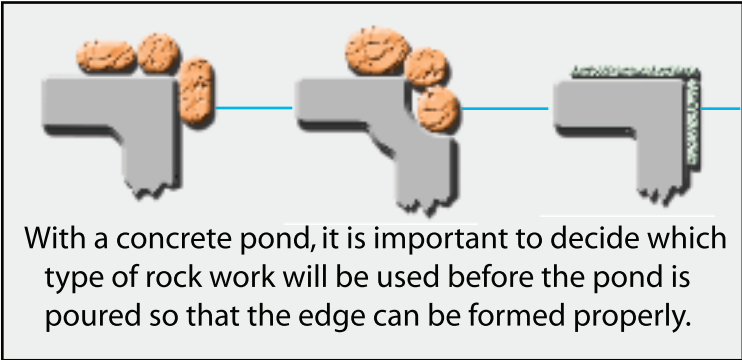 With a concrete pond, it is important to decide which
type of rock work will be used before the pond is
poured so that the edge can be formed properly.